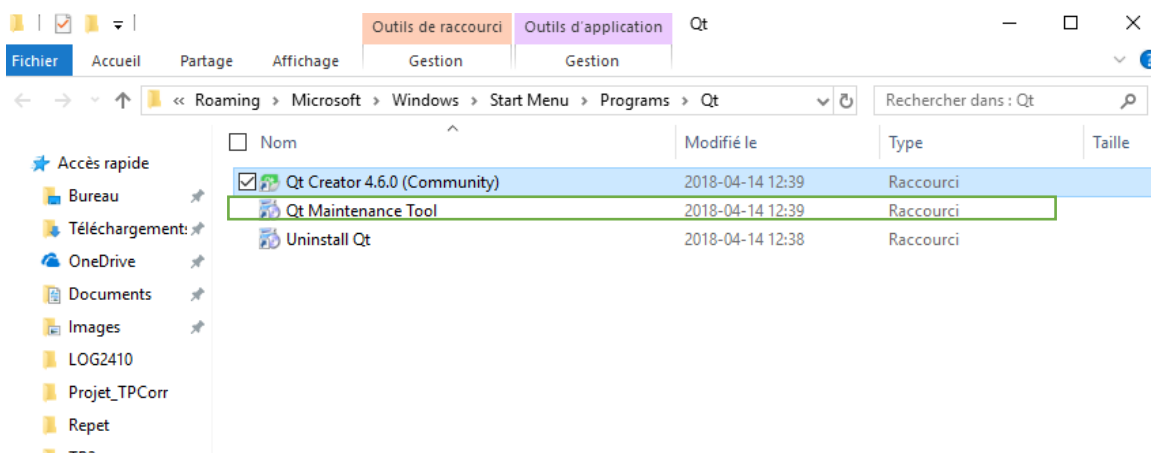 Outils de raccourci Outils d'application Qt
Fichier Accueil Partage Affichage Gestion Gestion
« Roaming > Microsoft > Windows > Start Menu > Programs > Qt Rechercher dans : Qt
Nom Modifié le Type Taille
Accès rapide
Qt Creator 4.6.0 (Community) 2018-04-14 12:39 Raccourci
Bureau
Qt Maintenance Tool 2018-04-14 12:39 Raccourci
Téléchargements
Uninstall Qt 2018-04-14 12:38 Raccourci
OneDrive
Documents
Images
LOG2410
Projet_TPCorr
Repet